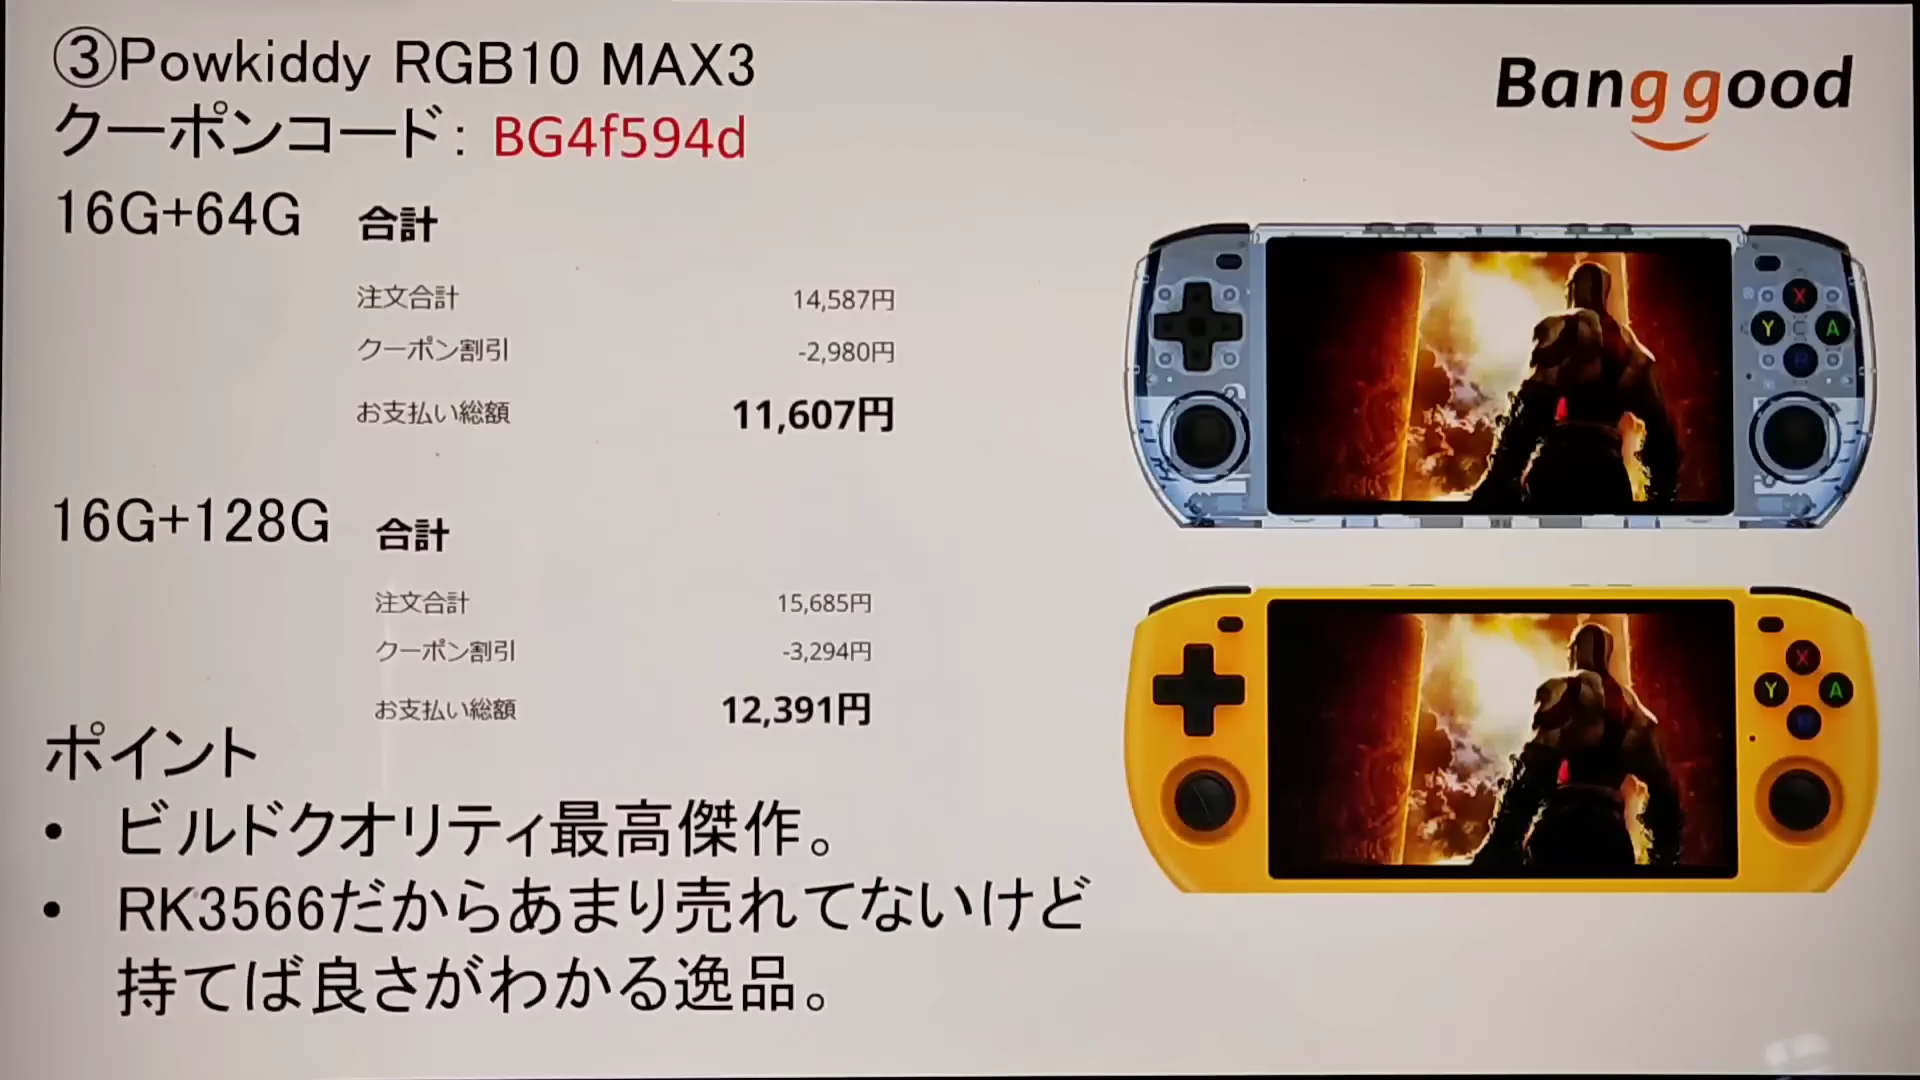 ③Powkiddy RGB10 MAX3
クーポンコード: BG4f594d
Banggood
16G+64G 合計
注文合計 14,587円
クーポン割引 -2,980円
お支払い総額 11,607円
X
Y A
B
16G+128G 合計
注文合計 15,685円
クーポン割引 -3,294円
お支払い総額 12,391円
X
Y A
B
ポイント
• ビルドクオリティ最高傑作。
• RK3566だからあまり売れてないけど
持てば良さがわかる逸品。